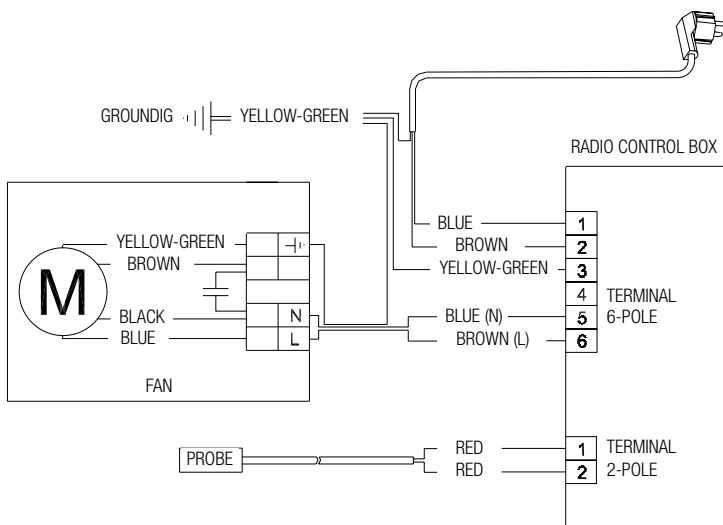 GROUNDIG
YELLOW-GREEN
RADIO CONTROL BOX
BLUE
1
BROWN
2
YELLOW-GREEN
3
4
TERMINAL
6-POLE
BLUE (N)
5
BROWN (L)
6
YELLOW-GREEN
BROWN
M
BLACK
N
BLUE
L
FAN
PROBE
RED
1
TERMINAL
RED
2
2-POLE